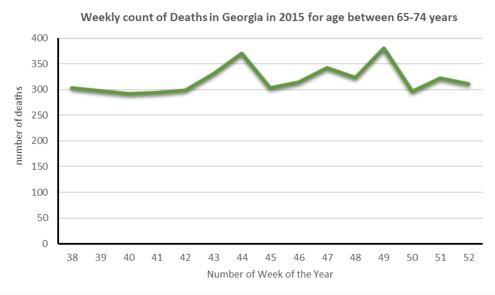 Weekly count of Deaths in Georgia in 2015 for age between 65-74 years
400
350
300
250
200
150
100
50
0
number of deaths
38 39 40 41 42 43 44 45 46 47 48 49 50 51 52
Number of Week of the Year